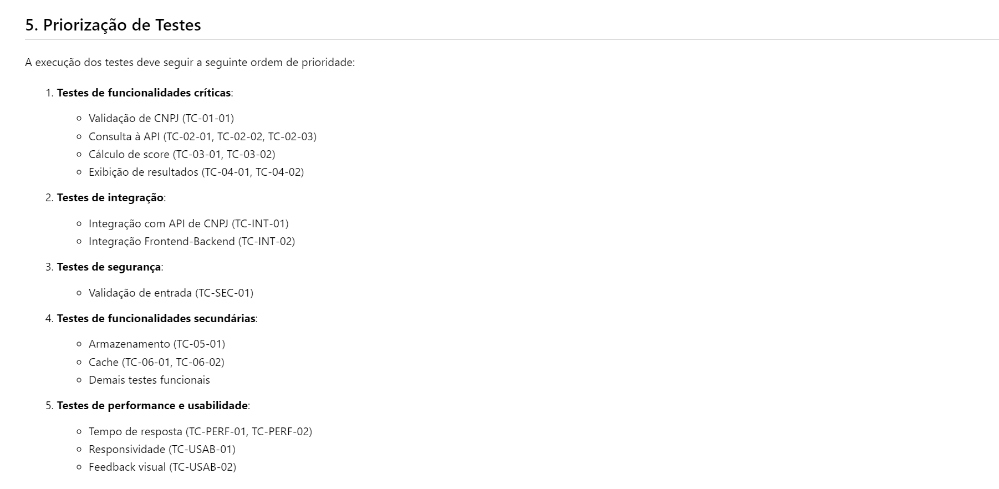 5. Priorização de Testes
A execução dos testes deve seguir a seguinte ordem de prioridade:
1. Testes de funcionalidades críticas:
◦ Validação de CNPJ (TC-01-01)
◦ Consulta à API (TC-02-01, TC-02-02, TC-02-03)
◦ Cálculo de score (TC-03-01, TC-03-02)
◦ Exibição de resultados (TC-04-01, TC-04-02)
2. Testes de integração:
◦ Integração com API de CNPJ (TC-INT-01)
◦ Integração Frontend-Backend (TC-INT-02)
3. Testes de segurança:
◦ Validação de entrada (TC-SEC-01)
4. Testes de funcionalidades secundárias:
◦ Armazenamento (TC-05-01)
◦ Cache (TC-06-01, TC-06-02)
◦ Demais testes funcionais
5. Testes de performance e usabilidade:
◦ Tempo de resposta (TC-PERF-01, TC-PERF-02)
◦ Responsividade (TC-USAB-01)
◦ Feedback visual (TC-USAB-02)